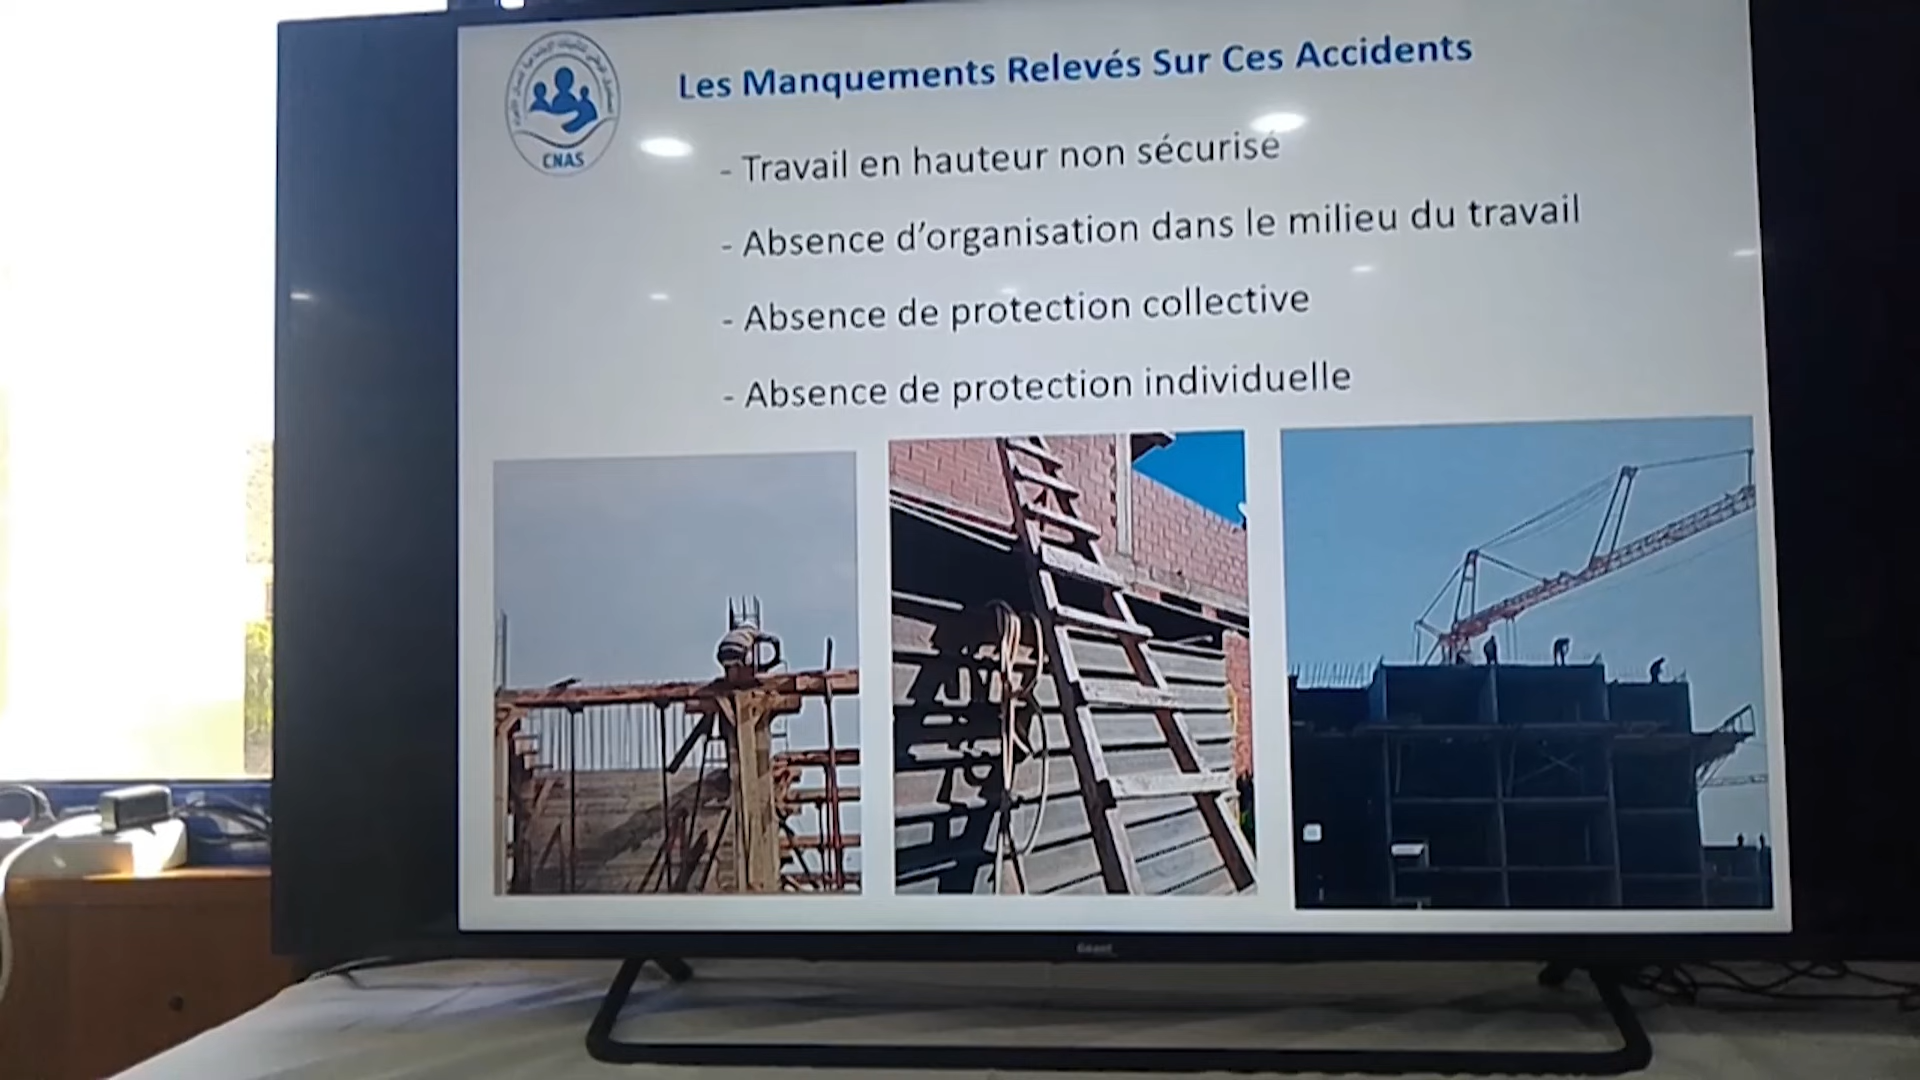 Les Manquements Relevés Sur Ces Accidents
CNAS
- Travail en hauteur non sécurisé
- Absence d’organisation dans le milieu du travail
- Absence de protection collective
- Absence de protection individuelle
Géant